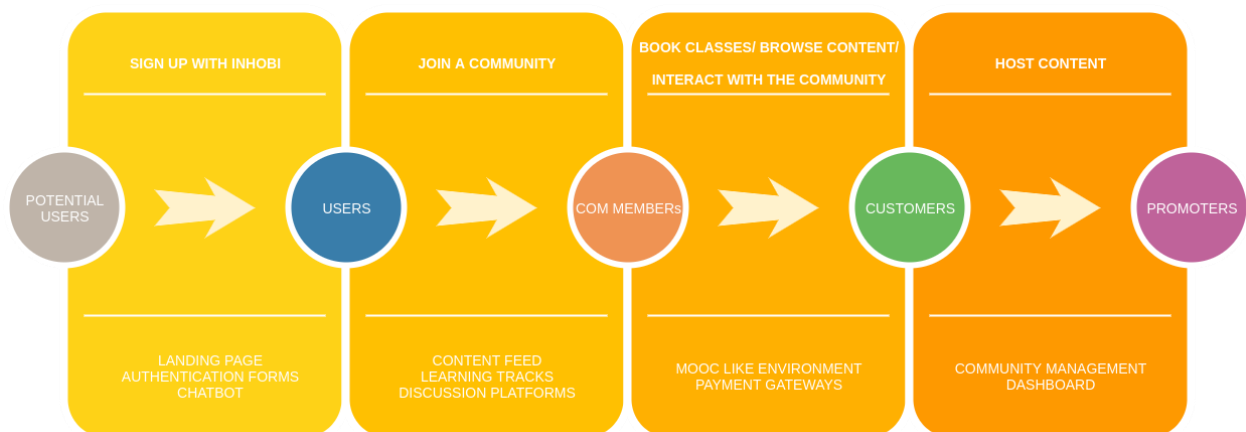 SIGN UP WITH INHOBI
JOIN A COMMUNITY
BOOK CLASSES/ BROWSE CONTENT/
INTERACT WITH THE COMMUNITY
HOST CONTENT
POTENTIAL
USERS
USERS
COM MEMBERs
CUSTOMERS
PROMOTERS
LANDING PAGE
AUTHENTICATION FORMS
CHATBOT
CONTENT FEED
LEARNING TRACKS
DISCUSSION PLATFORMS
MOOC LIKE ENVIRONMENT
PAYMENT GATEWAYS
COMMUNITY MANAGEMENT
DASHBOARD